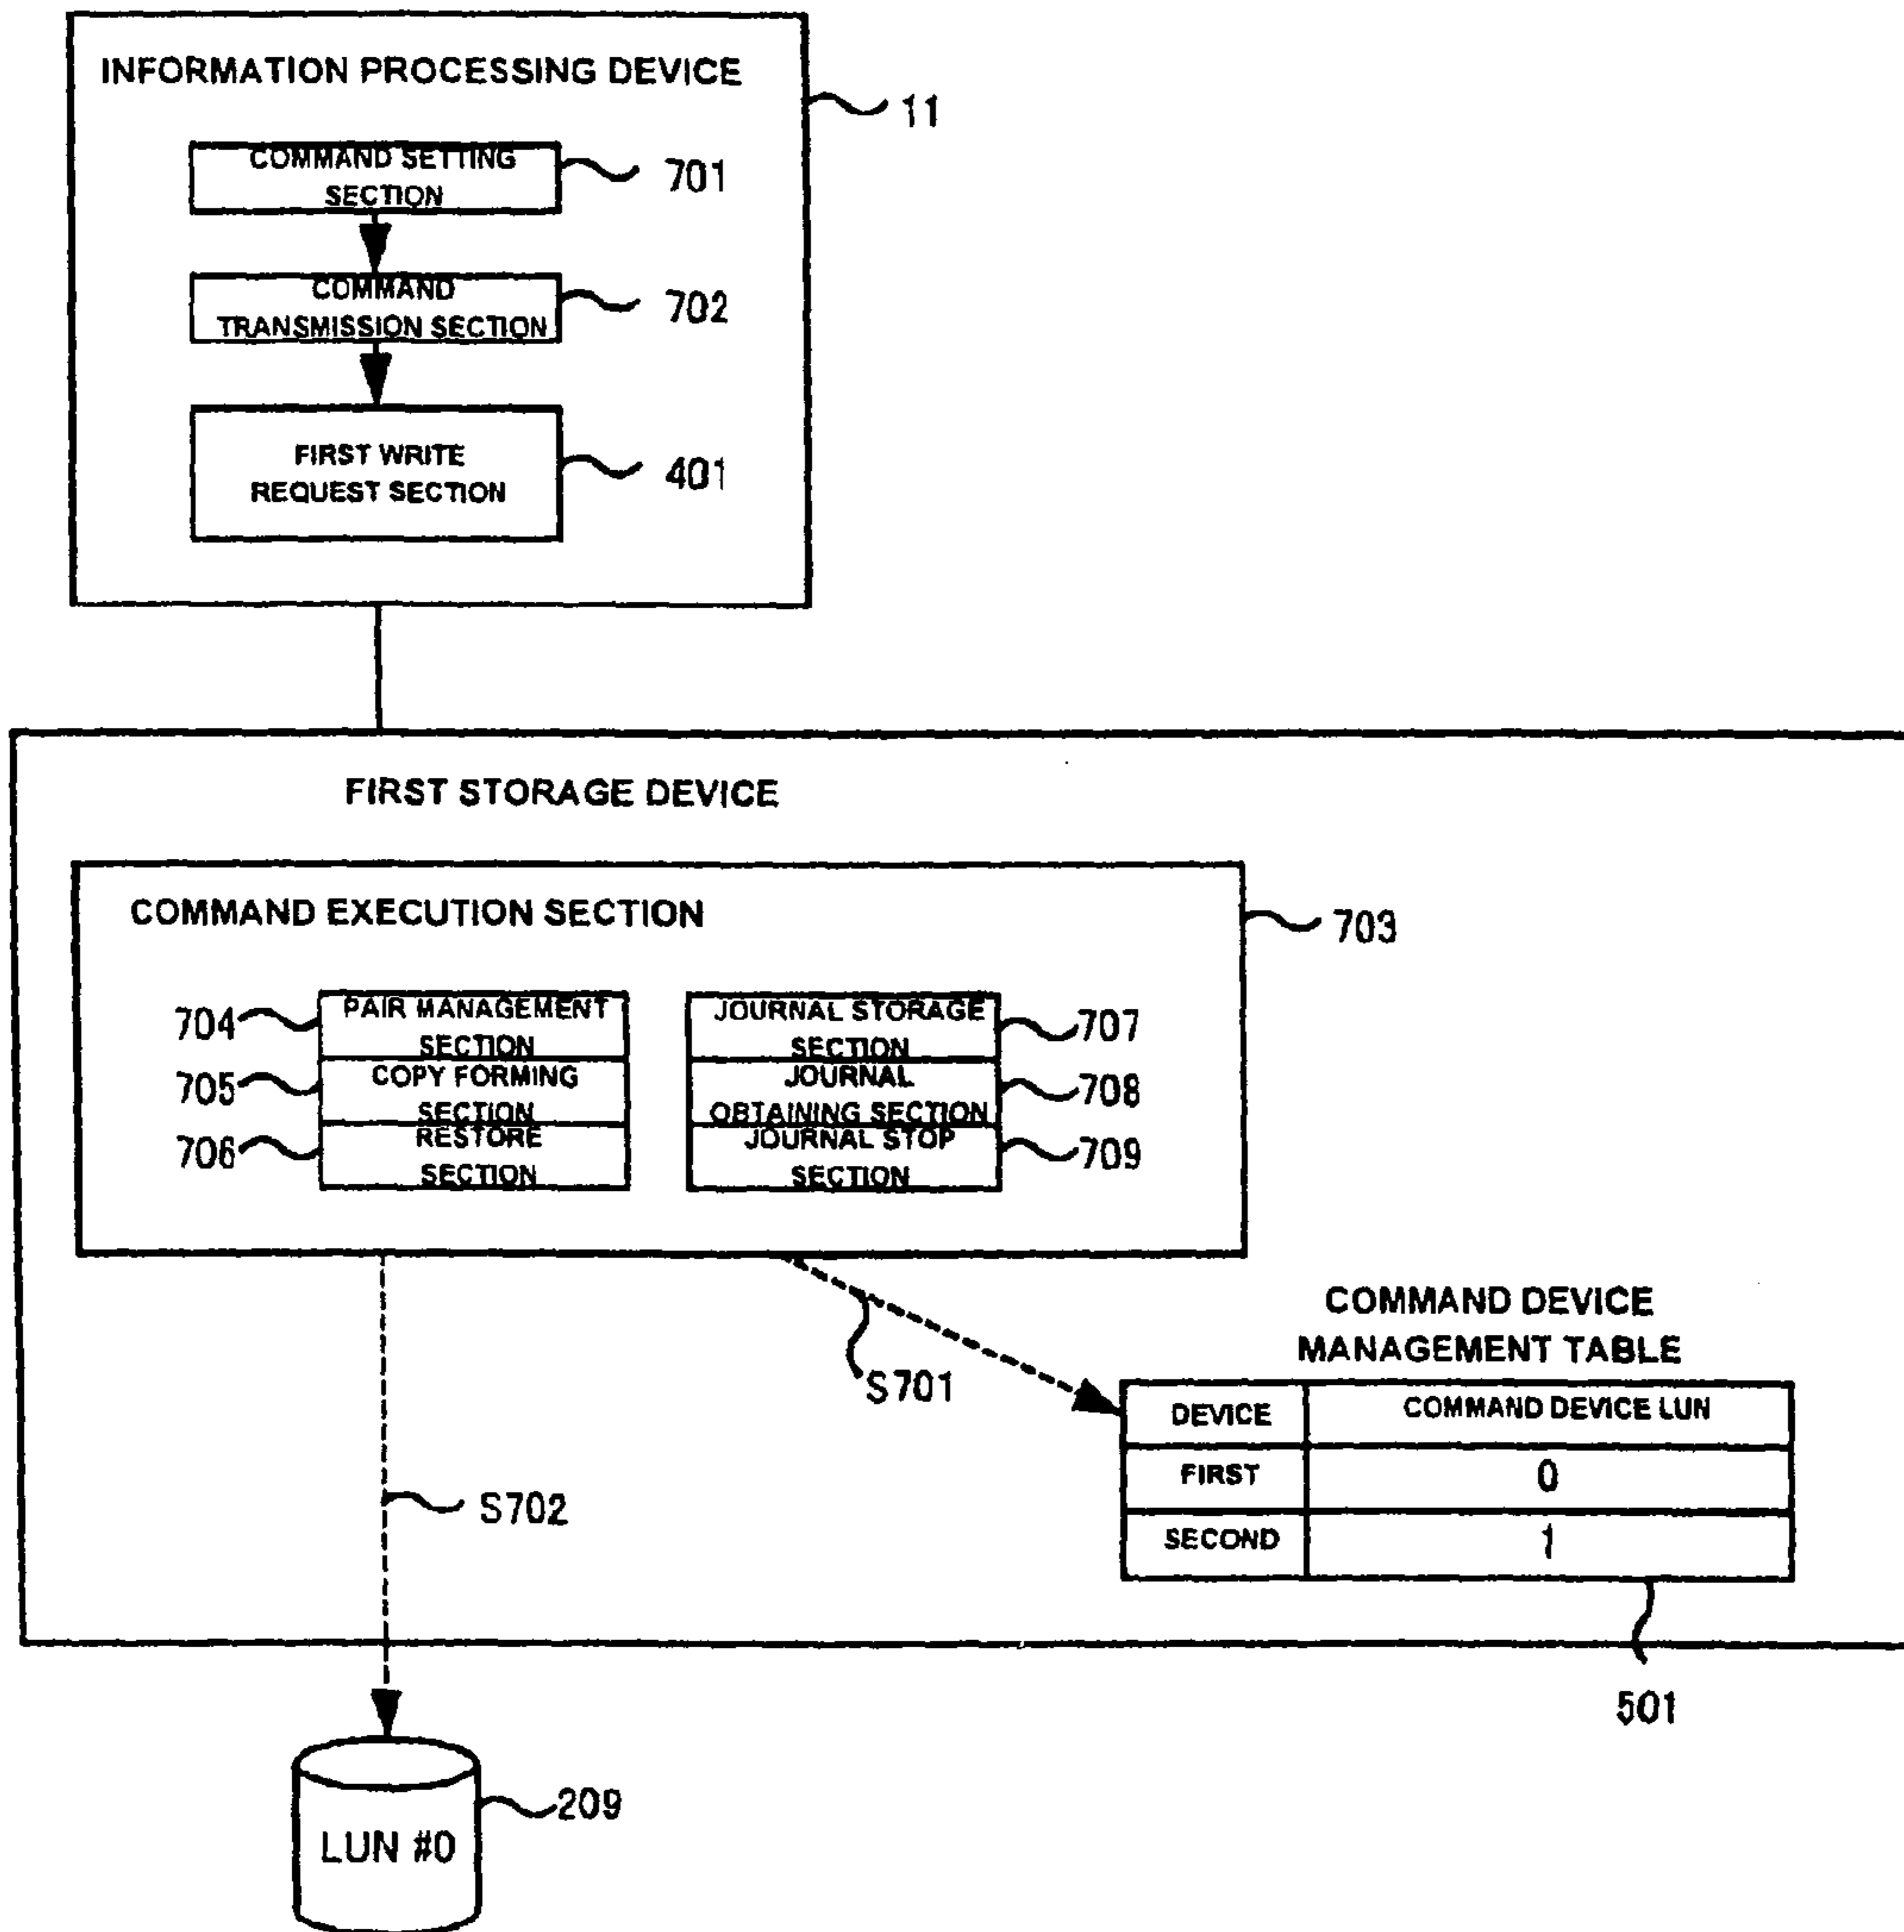 INFORMATION PROCESSING DEVICE
11
COMMAND SETTING
SECTION
701
COMMAND
TRANSMISSION SECTION
702
FIRST WRITE
REQUEST SECTION
401
FIRST STORAGE DEVICE
COMMAND EXECUTION SECTION
703
704
PAIR MANAGEMENT
SECTION
705
COPY FORMING
SECTION
706
RESTORE
SECTION
JOURNAL STORAGE
SECTION
707
JOURNAL
OBTAINING SECTION
708
JOURNAL STOP
SECTION
709
S701
S702
COMMAND DEVICE
MANAGEMENT TABLE
DEVICE COMMAND DEVICE LUN
FIRST 0
SECOND 1
501
209
LUN #0